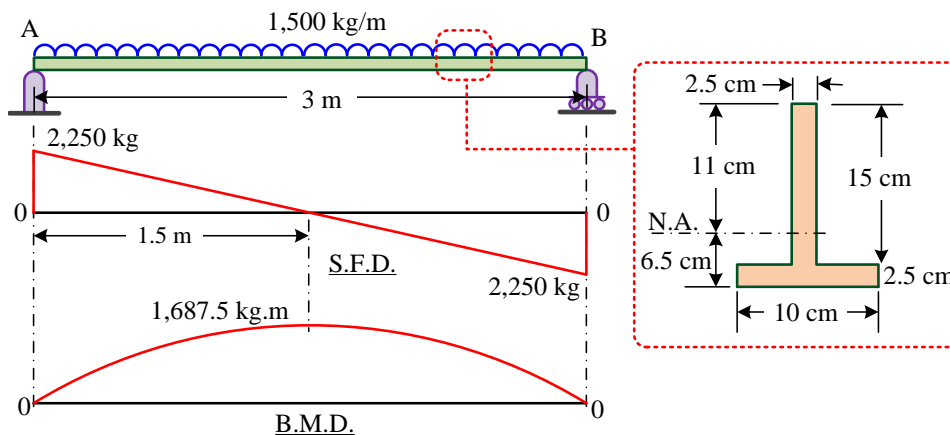 1,500 kg/m
A
B
3 m
2,250 kg
0
0
1.5 m
S.F.D.
2,250 kg
1,687.5 kg.m
0
0
B.M.D.
2.5 cm
11 cm
15 cm
N.A.
6.5 cm
2.5 cm
10 cm